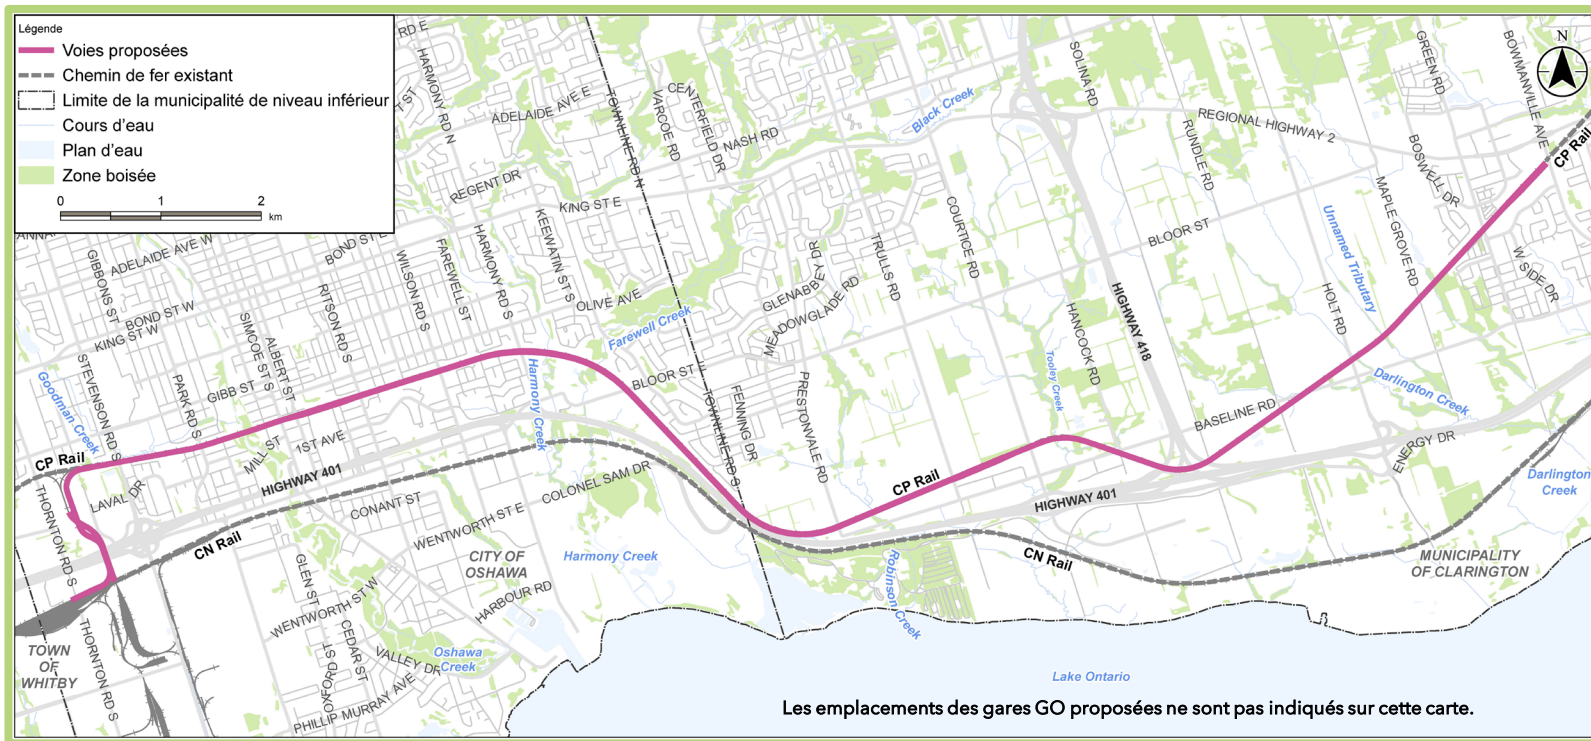 Légende
Voies proposées
Chemin de fer existant
Limite de la municipalité de niveau inférieur
Cours d'eau
Plan d'eau
Zone boisée
0 1 2
km
N
RD E
HARMONY RD N
ADELAIDE AVE E
TOWNLINE RD N
VARCOE RD
CENTERFIELD DR
NASH RD
Black Creek
SOLINA RD
GREEN RD
BOWMANVILLE AVE
REGIONAL HIGHWAY 2
RUNDLE RD
BOSWELL DR
CP Rail
REGENT DR
KING ST E
KEEWATIN ST S
HARMONY RD S
FAREWELL ST
WILSON RD S
BOND ST E
ADELAIDE AVE W
GIBBONS ST
BOND ST W
KING ST W
RITSON RD S
SIMCOE ST S
ALBERT ST
OLIVE AVE
Farewell Creek
GLENABBEY DR
MEADOWGLADE RD
TRULLS RD
COURTICE RD
BLOOR ST
Unnamed Tributary
MAPLE GROVE RD
W SIDE DR
HOLT RD
HIGHWAY 418
HANCOCK RD
Tooley Creek
STEVENSON RD S
Goodman Creek
PARK RD S
GIBB ST
BLOOR ST
Harmony Creek
TOWNLINE RD S
FENNING DR
PRESTONVALE RD
BASELINE RD
Darlington Creek
ENERGY DR
MILL ST
1ST AVE
CP Rail
LAVAL DR
HIGHWAY 401
THORNTON RD S
CN Rail
CONANT ST
COLONEL SAM DR
WENTWORTH ST E
CP Rail
HIGHWAY 401
Darlington Creek
CITY OF OSHAWA
Harmony Creek
Robinson Creek
CN Rail
MUNICIPALITY OF CLARINGTON
GLEN ST
WENTWORTH ST W
CEDAR ST
HARBOUR RD
OXFORD ST
VALLEY DR
Oshawa Creek
PHILLIP MURRAY AVE
THORNTON RD S
TOWN OF WHITBY
Lake Ontario
Les emplacements des gares GO proposées ne sont pas indiqués sur cette carte.